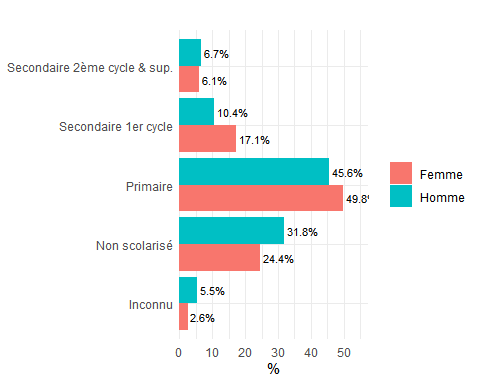 Secondaire 2ème cycle & sup.
6.7%
6.1%
Secondaire 1er cycle
10.4%
17.1%
Primaire
45.6%
49.8%
Non scolarisé
31.8%
24.4%
Inconnu
5.5%
2.6%
0 10 20 30 40 50
%
Femme
Homme